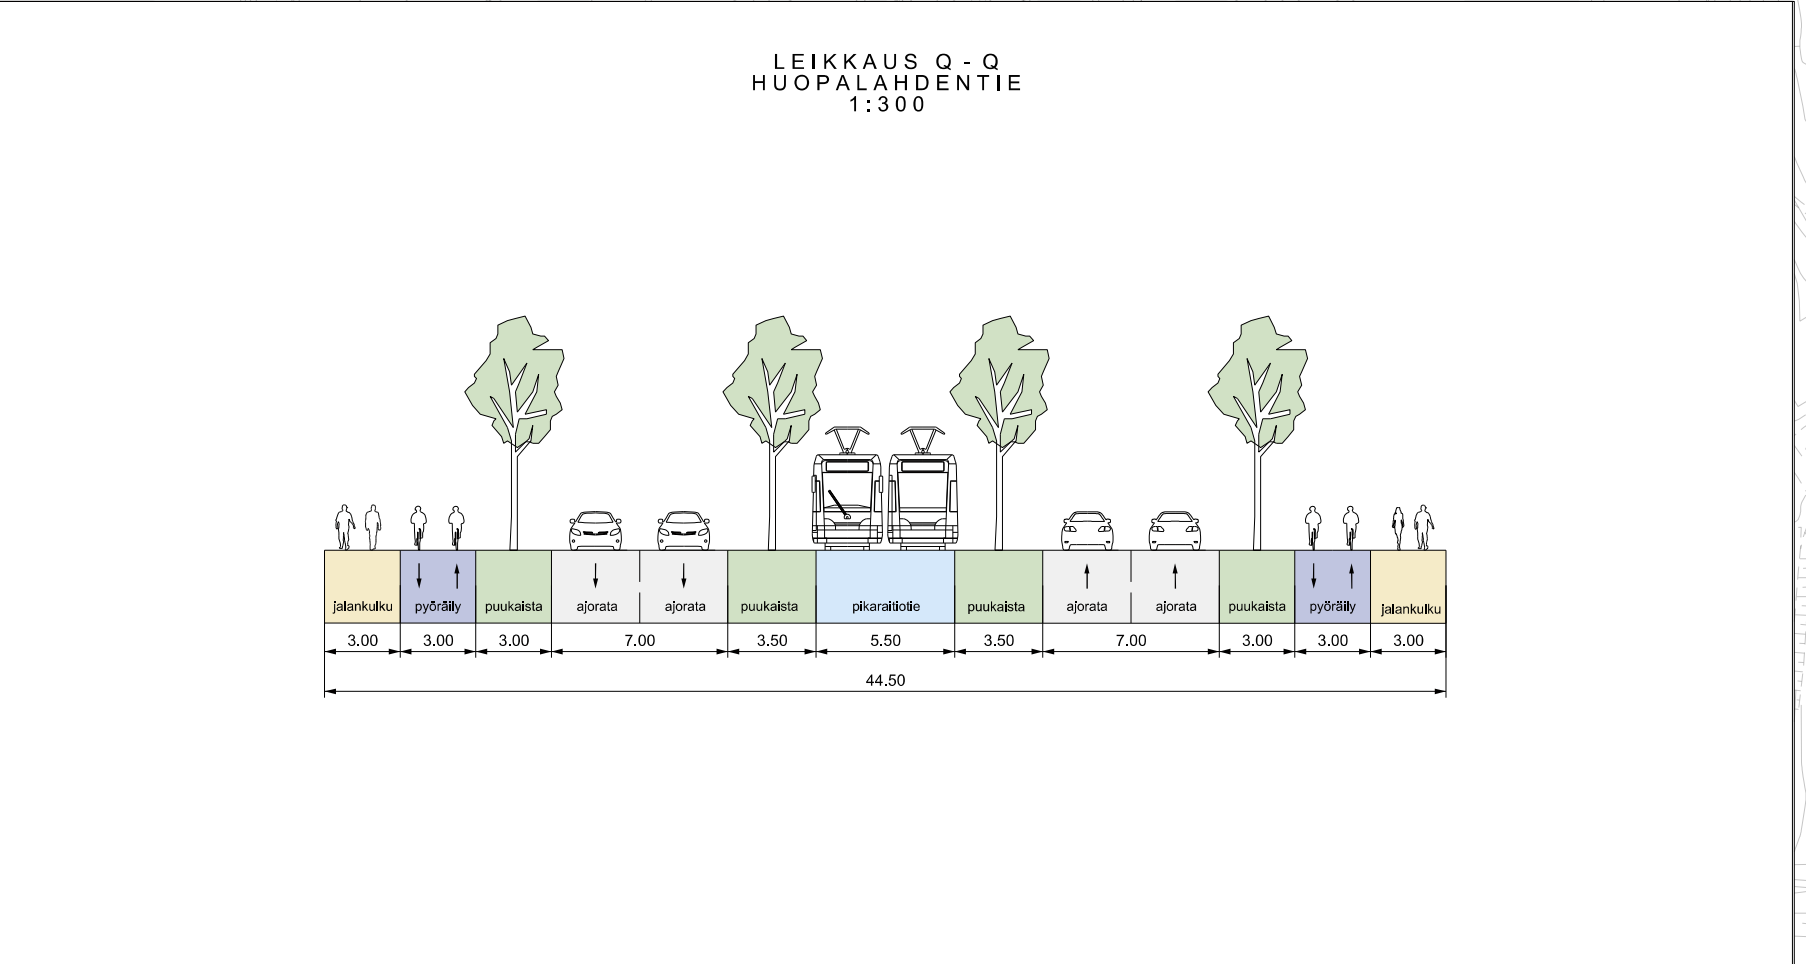 LEIKKAUS Q - Q
HUOPALAHDENTIE
1:300
jalankulku pyöräily puukaista ajorata ajorata puukaista pikaraitiotie puukaista ajorata ajorata puukaista pyöräily jalankulku
3.00 3.00 3.00 7.00 3.50 5.50 3.50 7.00 3.00 3.00 3.00
44.50